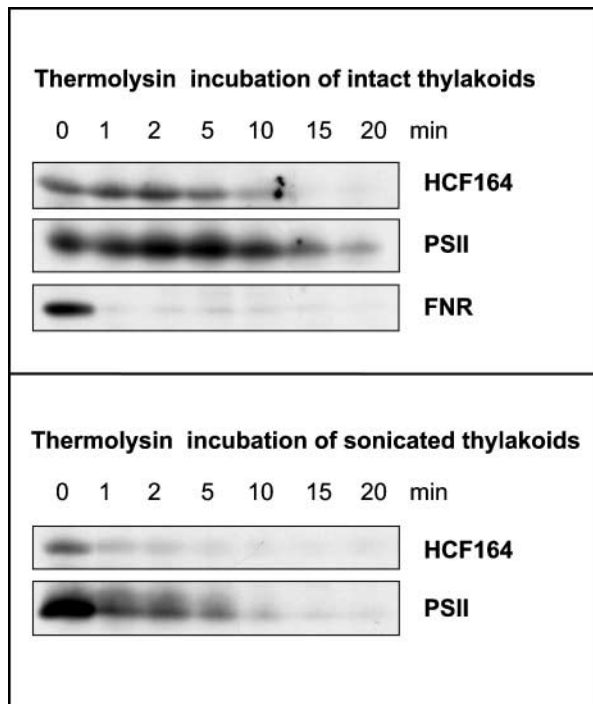 Thermolysin incubation of intact thylakoids
0 1 2 5 10 15 20 min
HCF164
PSII
FNR
Thermolysin incubation of sonicated thylakoids
0 1 2 5 10 15 20 min
HCF164
PSII